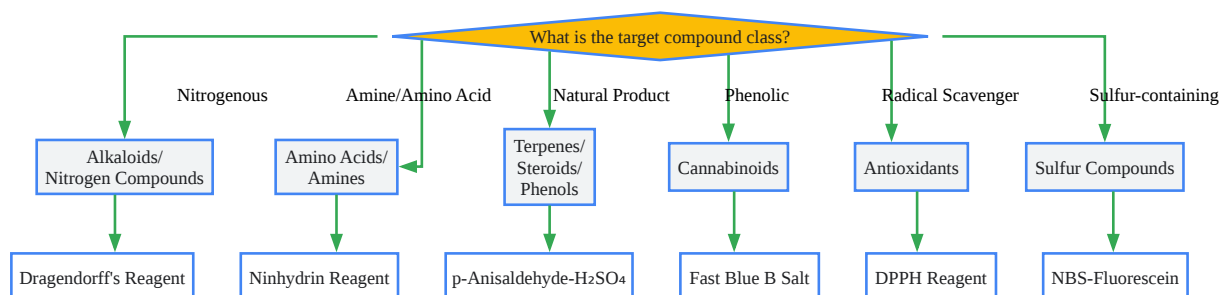 What is the target compound class?
Nitrogenous
Amine/Amino Acid
Natural Product
Phenolic
Radical Scavenger
Sulfur-containing
Alkaloids/
Nitrogen Compounds
Amino Acids/
Amines
Terpenes/
Steroids/
Phenols
Cannabinoids
Antioxidants
Sulfur Compounds
Dragendorff's Reagent
Ninhydrin Reagent
p-Anisaldehyde-H₂SO₄
Fast Blue B Salt
DPPH Reagent
NBS-Fluorescein